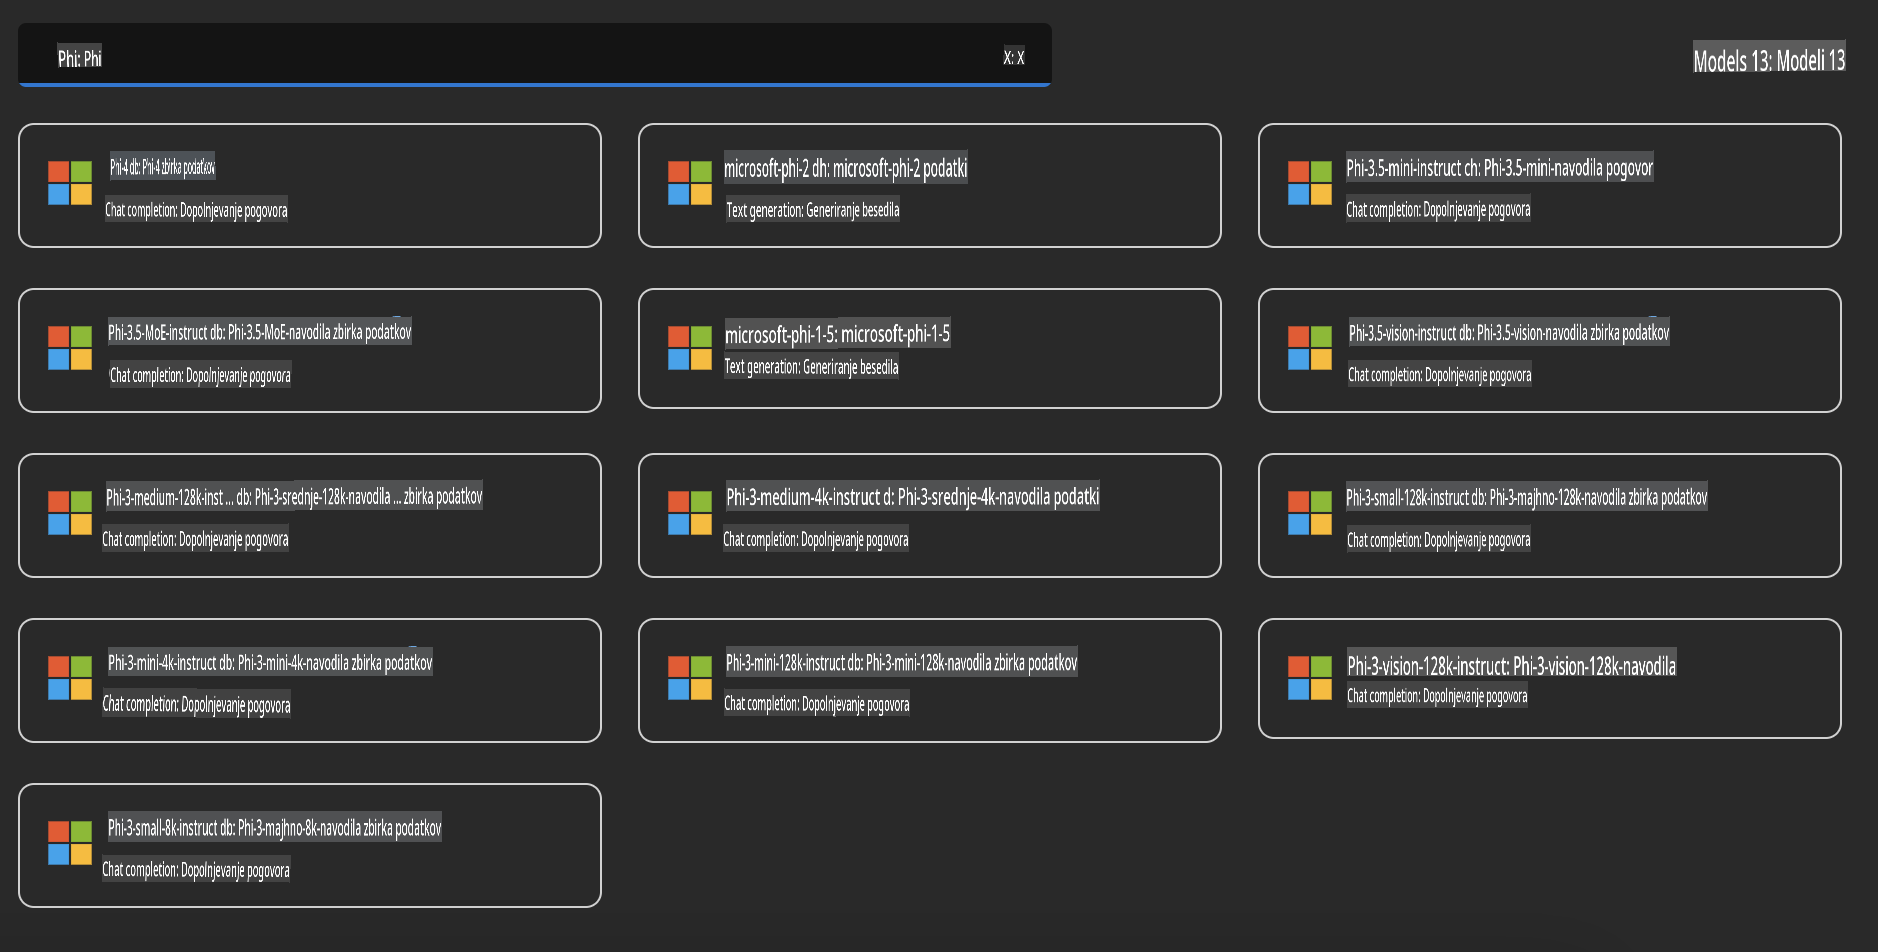 Phi: Phi
X: X
Models 13: Modeli 13
Phi-4 db: Phi-4 zbirka podatkov
Chat completion: Dopolnjevanje pogovora
microsoft-phi-2 dh: microsoft-phi-2 podatki
Text generation: Generiranje besedila
Phi-3.5-mini-instruct ch: Phi-3.5-mini-navodila pogovor
Chat completion: Dopolnjevanje pogovora
Phi-3.5-MoE-instruct db: Phi-3.5-MoE-navodila zbirka podatkov
Chat completion: Dopolnjevanje pogovora
microsoft-phi-1-5: microsoft-phi-1-5
Text generation: Generiranje besedila
Phi-3.5-vision-instruct db: Phi-3.5-vision-navodila zbirka podatkov
Chat completion: Dopolnjevanje pogovora
Phi-3-medium-128k-inst ... db: Phi-3-srednje-128k-navodila ... zbirka podatkov
Chat completion: Dopolnjevanje pogovora
Phi-3-medium-4k-instruct d: Phi-3-srednje-4k-navodila podatki
Chat completion: Dopolnjevanje pogovora
Phi-3-small-128k-instruct db: Phi-3-majhno-128k-navodila zbirka podatkov
Chat completion: Dopolnjevanje pogovora
Phi-3-mini-4k-instruct db: Phi-3-mini-4k-navodila zbirka podatkov
Chat completion: Dopolnjevanje pogovora
Phi-3-mini-128k-instruct db: Phi-3-mini-128k-navodila zbirka podatkov
Chat completion: Dopolnjevanje pogovora
Phi-3-vision-128k-instruct: Phi-3-vision-128k-navodila
Chat completion: Dopolnjevanje pogovora
Phi-3-small-8k-instruct db: Phi-3-majhno-8k-navodila zbirka podatkov
Chat completion: Dopolnjevanje pogovora